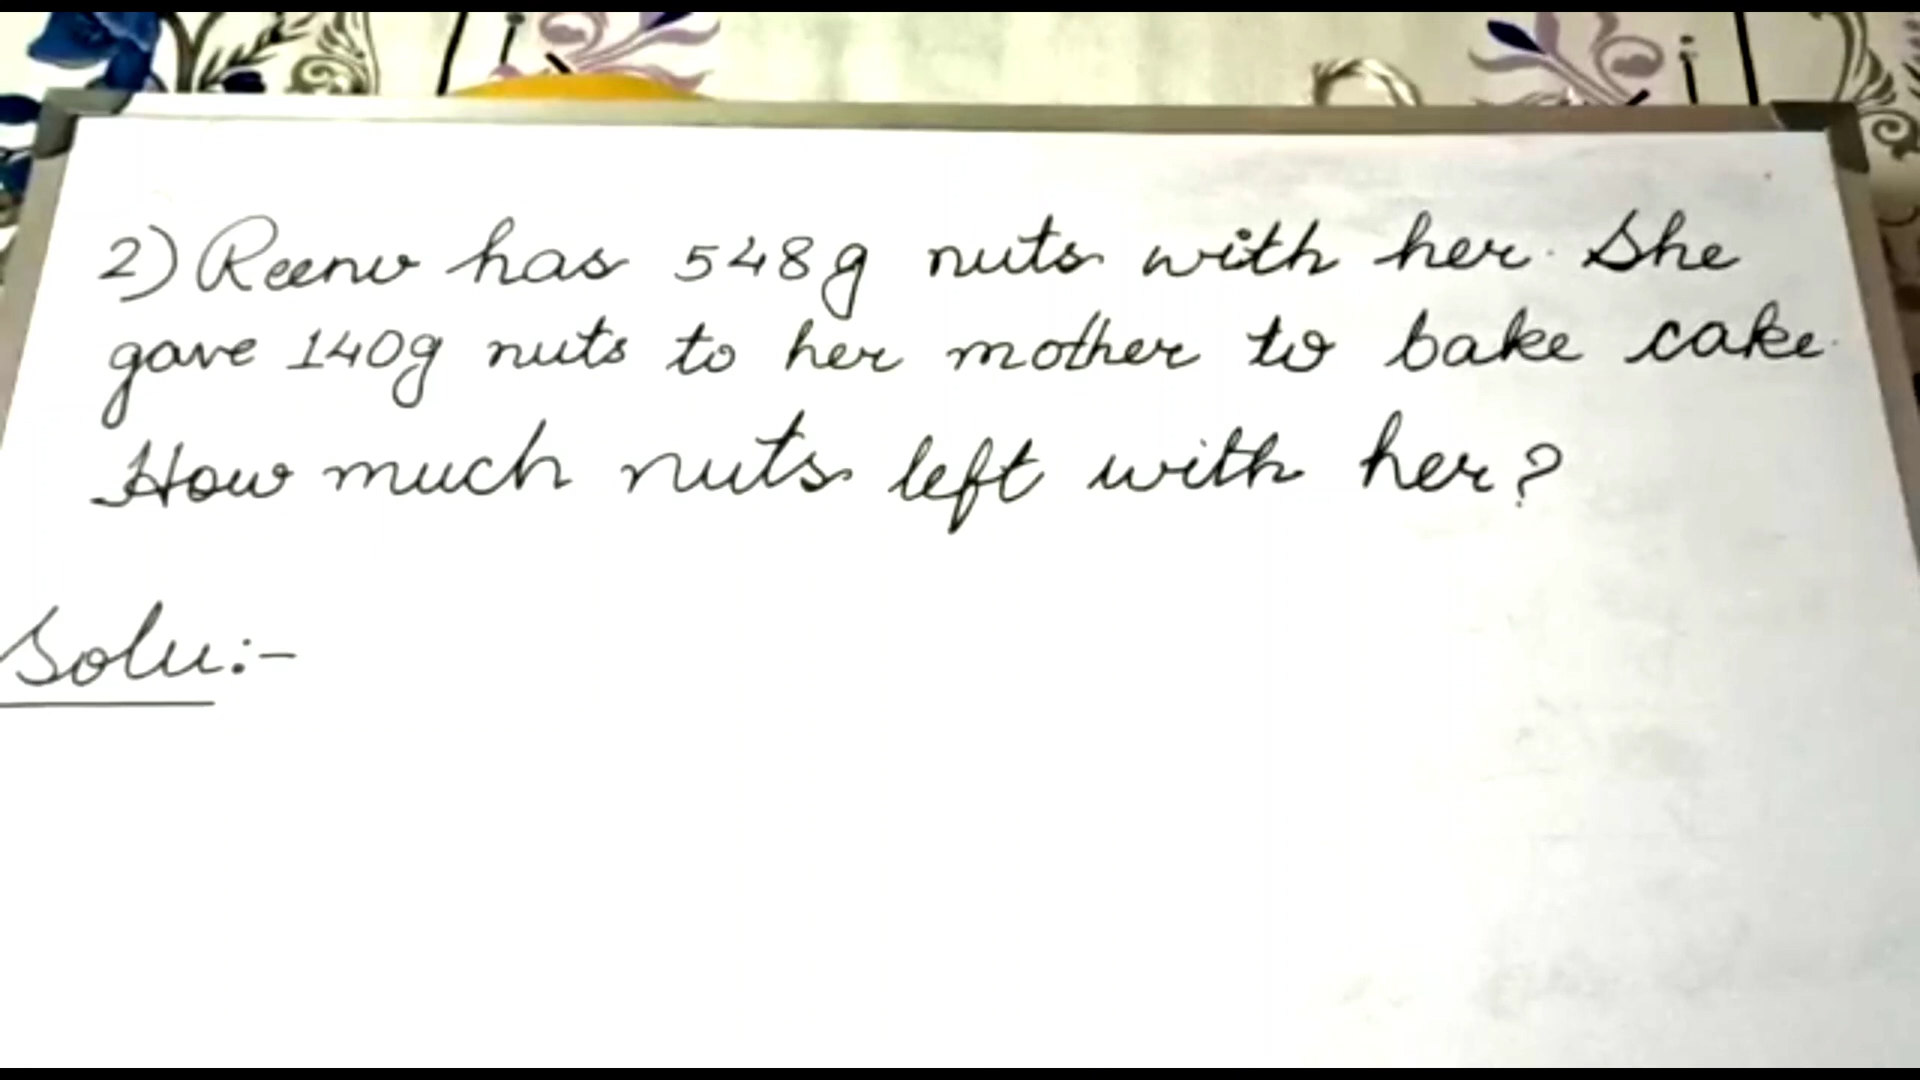 2) Reenu has 548g nuts with her. She
gave 140g nuts to her mother to bake cake.
How much nuts left with her?
Solu:-